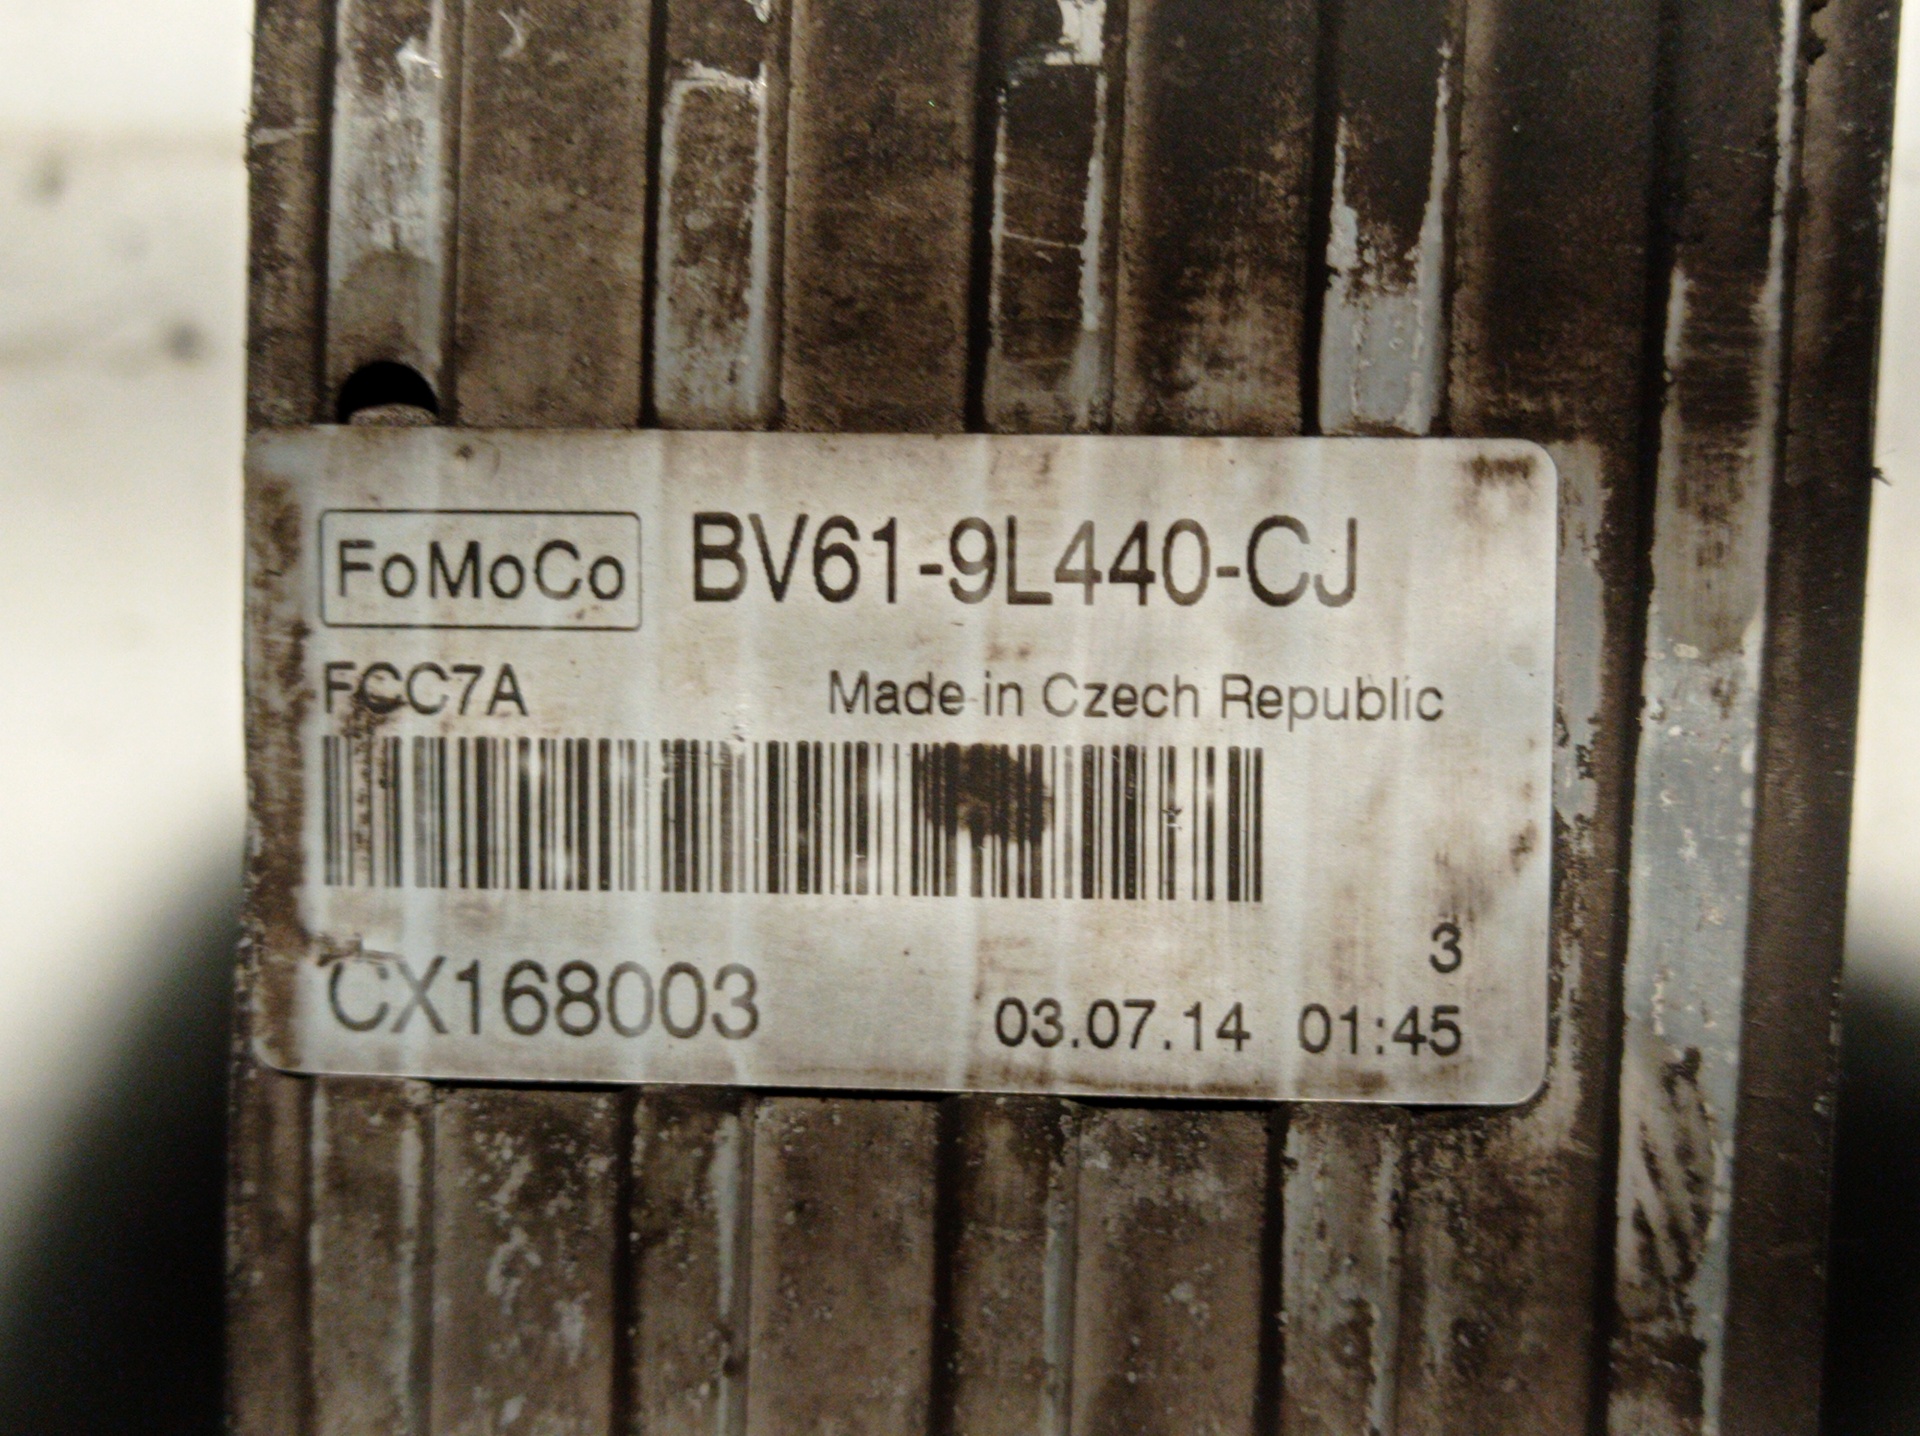 FoMoCo BV61-9L440-CJ
FCC7A Made in Czech Republic
3
CX168003 03.07.14 01:45